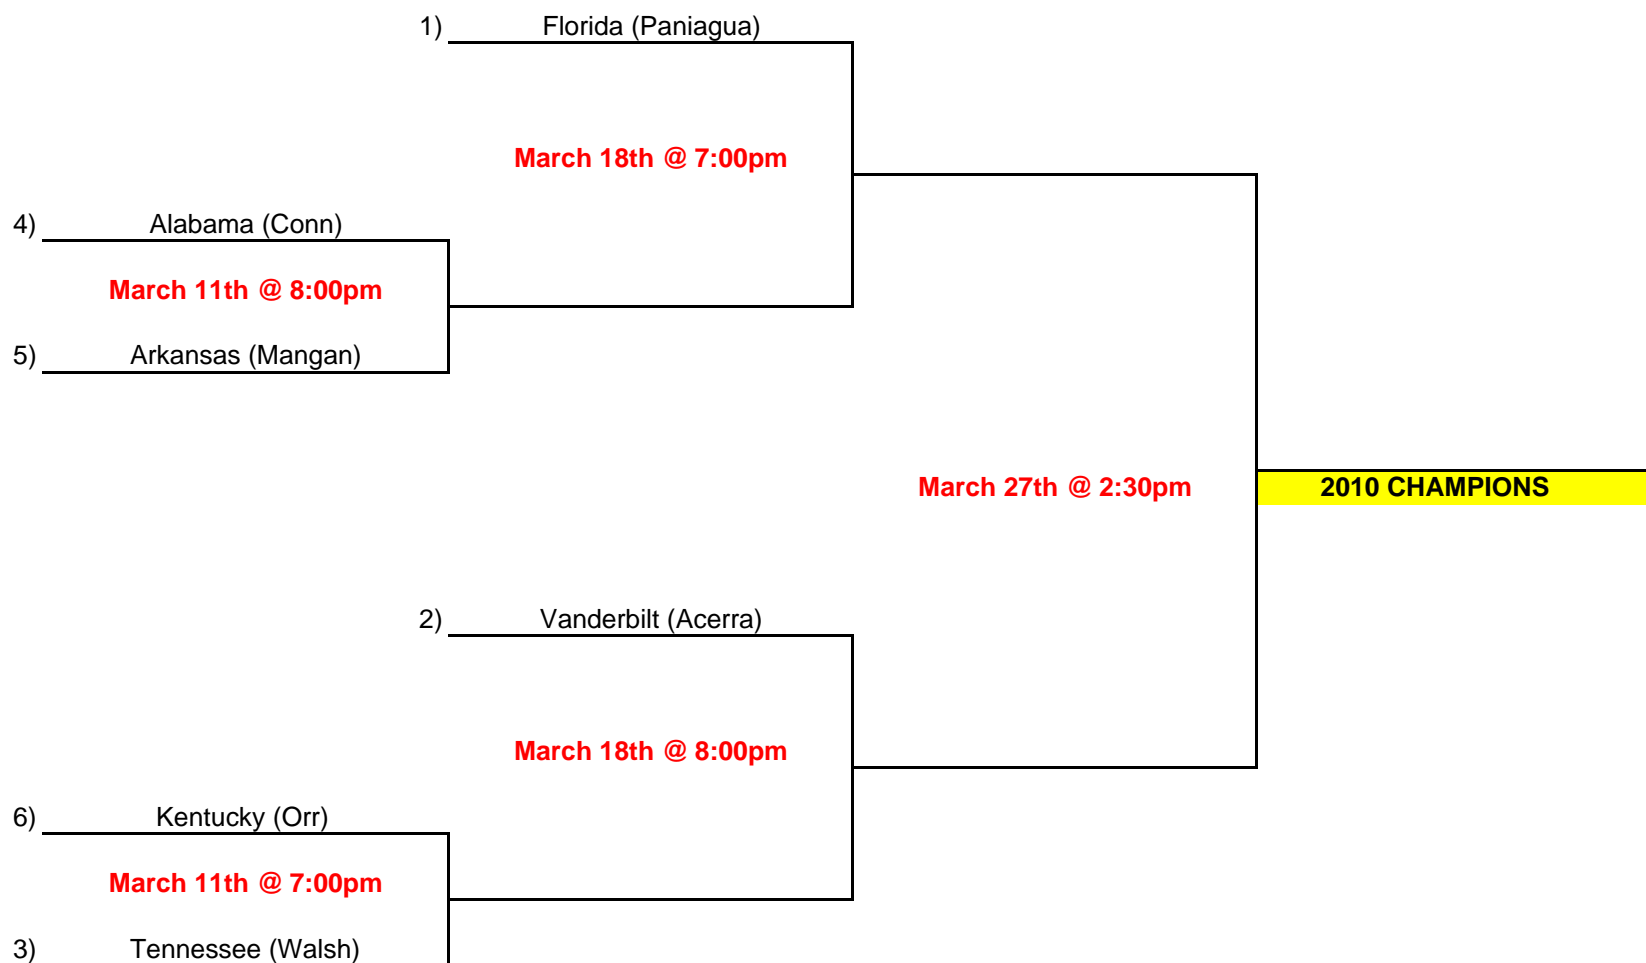 1) Florida (Paniagua)
March 18th @ 7:00pm
4) Alabama (Conn)
March 11th @ 8:00pm
5) Arkansas (Mangan)
March 27th @ 2:30pm
2010 CHAMPIONS
2) Vanderbilt (Acerra)
March 18th @ 8:00pm
6) Kentucky (Orr)
March 11th @ 7:00pm
3) Tennessee (Walsh)